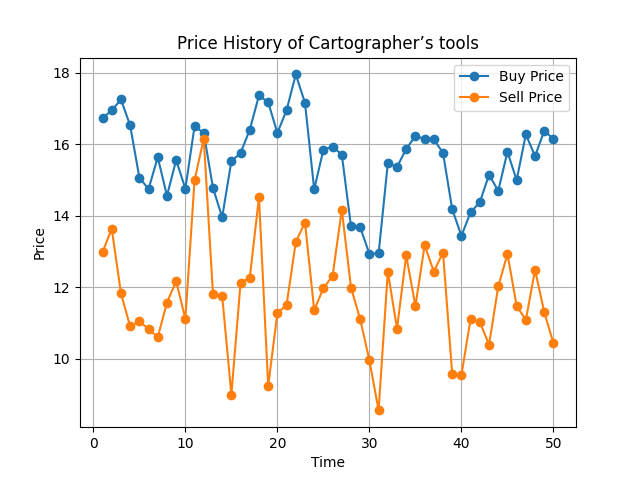 Price History of Cartographer’s tools
Buy Price
Sell Price
18
16
14
12
10
Price
0 10 20 30 40 50
Time